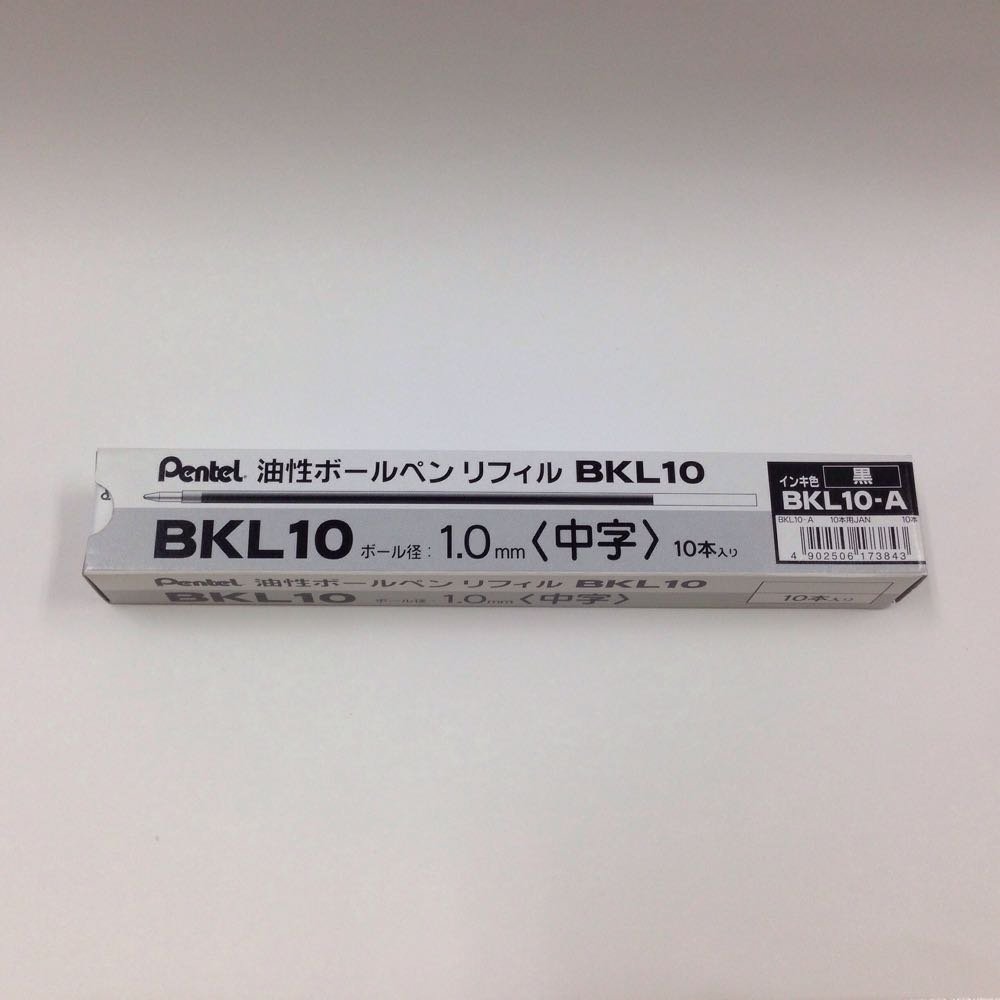 Pentel 油性ボールペン リフィル BKL10
BKL10 ボール径: 1.0mm〈中字〉 10本入り
インキ色 黒
BKL10-A
BKL10-A 10本用JAN 10本
4 902506 173843
Pentel 油性ボールペン リフィル BKL10
BKL10 ボール径: 1.0mm〈中字〉 10本入り